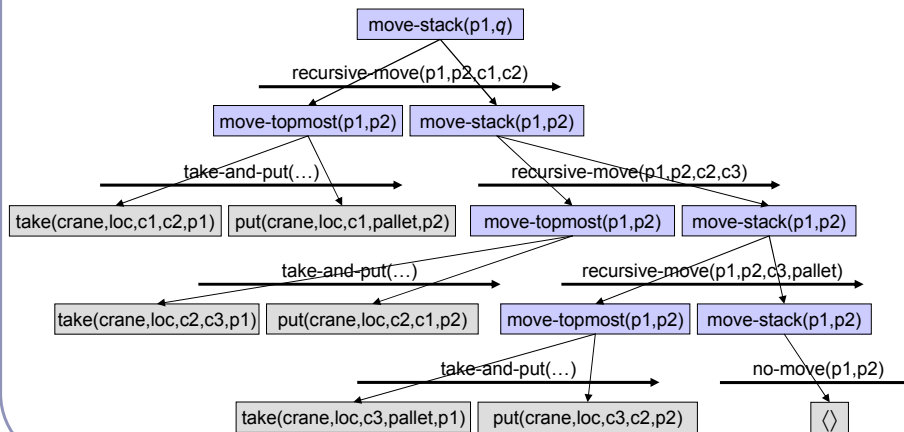 move-stack(p1,q)
recursive-move(p1,p2,c1,c2)
move-topmost(p1,p2) move-stack(p1,p2)
take-and-put(…) recursive-move(p1,p2,c2,c3)
take(crane,loc,c1,c2,p1) put(crane,loc,c1,pallet,p2) move-topmost(p1,p2) move-stack(p1,p2)
take-and-put(…) recursive-move(p1,p2,c3,pallet)
take(crane,loc,c2,c3,p1) put(crane,loc,c2,c1,p2) move-topmost(p1,p2) move-stack(p1,p2)
take-and-put(…) no-move(p1,p2)
take(crane,loc,c3,pallet,p1) put(crane,loc,c3,c2,p2) 〈〉